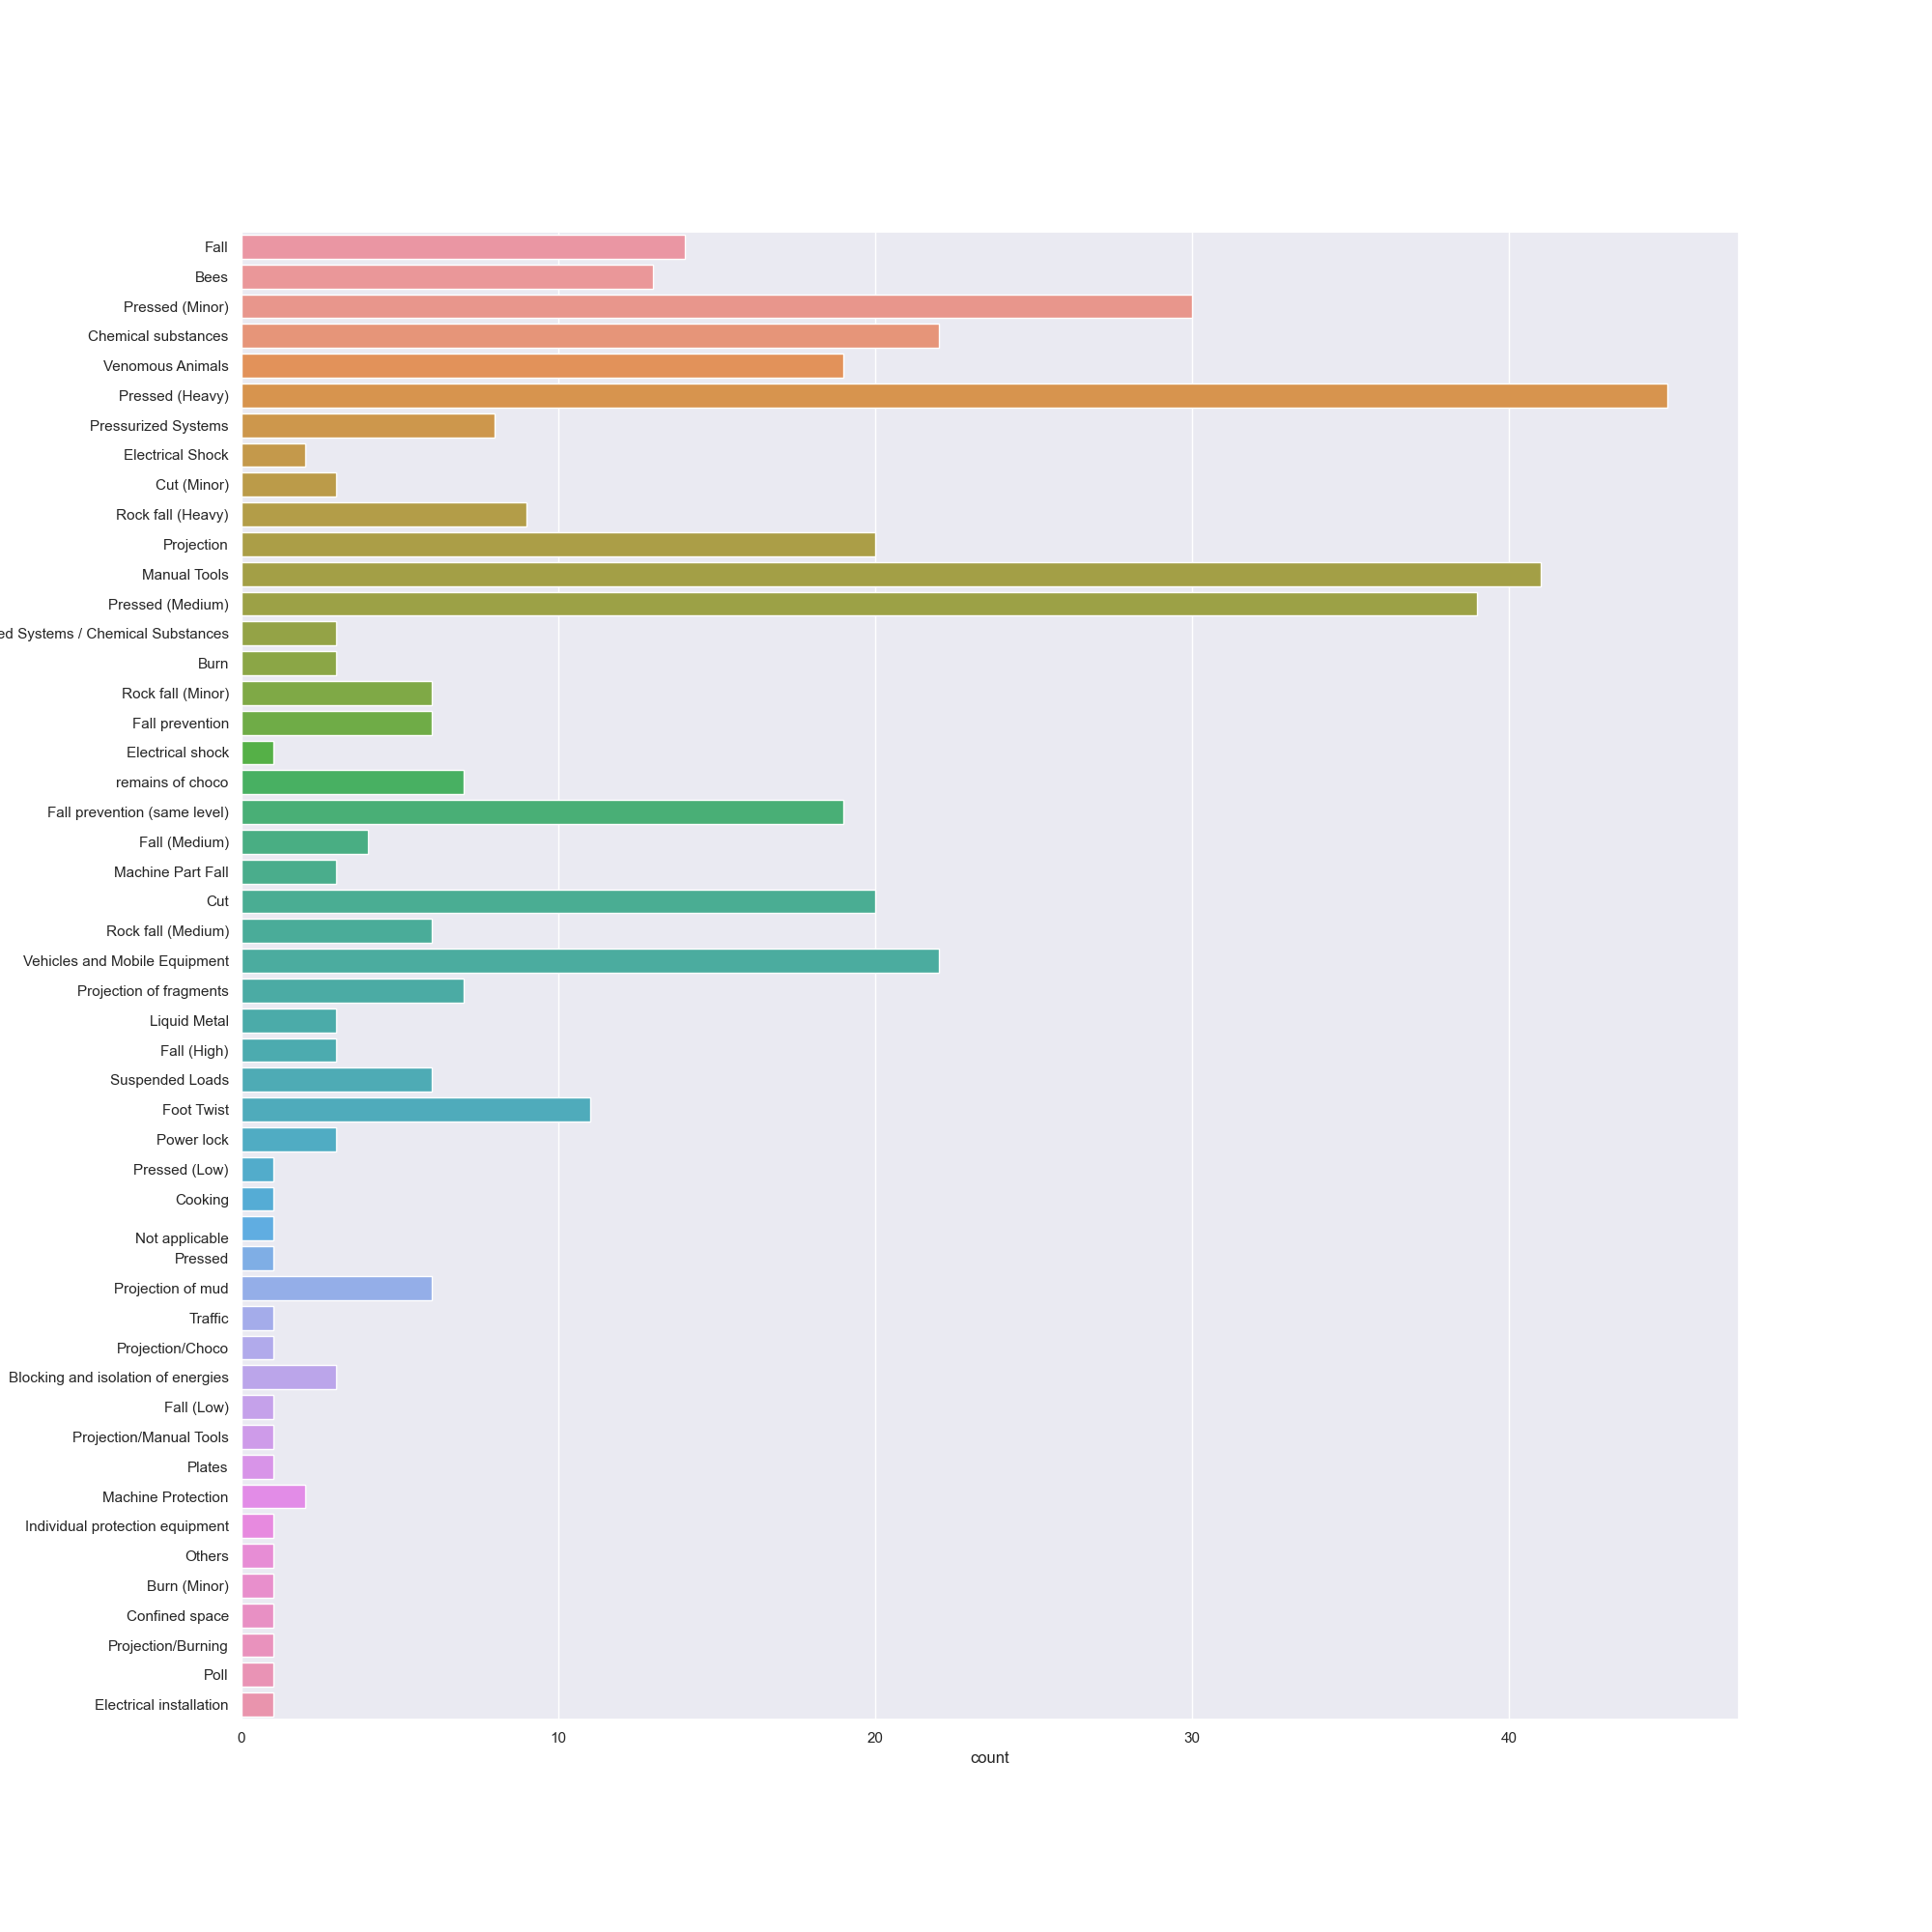 Fall
Bees
Pressed (Minor)
Chemical substances
Venomous Animals
Pressed (Heavy)
Pressurized Systems
Electrical Shock
Cut (Minor)
Rock fall (Heavy)
Projection
Manual Tools
Pressed (Medium)
ed Systems / Chemical Substances
Burn
Rock fall (Minor)
Fall prevention
Electrical shock
remains of choco
Fall prevention (same level)
Fall (Medium)
Machine Part Fall
Cut
Rock fall (Medium)
Vehicles and Mobile Equipment
Projection of fragments
Liquid Metal
Fall (High)
Suspended Loads
Foot Twist
Power lock
Pressed (Low)
Cooking
Not applicable
Pressed
Projection of mud
Traffic
Projection/Choco
Blocking and isolation of energies
Fall (Low)
Projection/Manual Tools
Plates
Machine Protection
Individual protection equipment
Others
Burn (Minor)
Confined space
Projection/Burning
Poll
Electrical installation
0 10 20 30 40
count